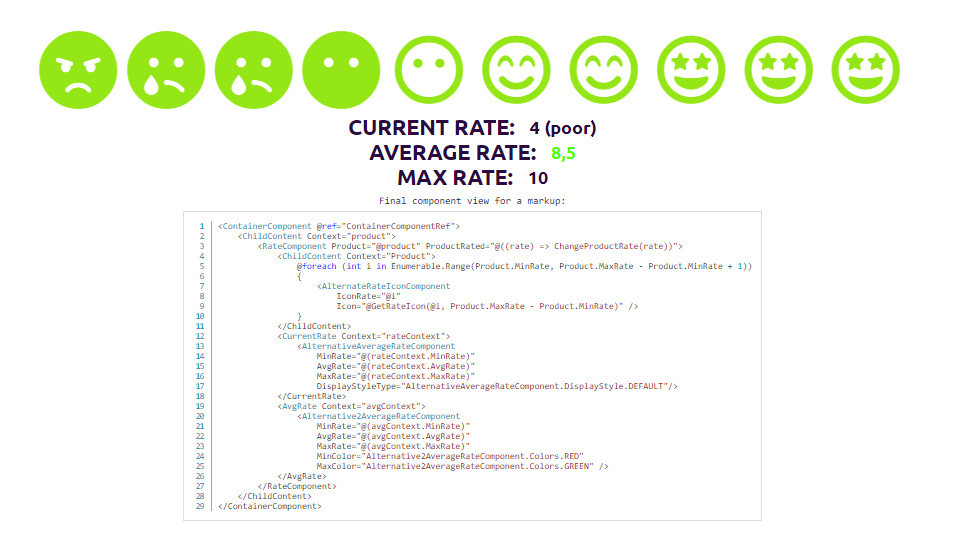 CURRENT RATE: 4 (poor)
AVERAGE RATE: 8,5
MAX RATE: 10
Final component view for a markup:
1 <ContainerComponent @ref="ContainerComponentRef">
2 <ChildContent Context="product">
3 <RateComponent Product="@product" ProductRated="@((rate) => ChangeProductRate(rate))">
4 <ChildContent Context="Product">
5 @foreach (int i in Enumerable.Range(Product.MinRate, Product.MaxRate - Product.MinRate + 1))
6 {
7 <AlternateRateIconComponent
8 IconRate="@i"
9 Icon="@GetRateIcon(@i, Product.MaxRate - Product.MinRate)" />
10 }
11 </ChildContent>
12 <CurrentRate Context="rateContext">
13 <AlternativeAverageRateComponent
14 MinRate="@(rateContext.MinRate)"
15 AvgRate="@(rateContext.AvgRate)"
16 MaxRate="@(rateContext.MaxRate)"
17 DisplayStyleType="AlternativeAverageRateComponent.DisplayStyle.DEFAULT"/>
18 </CurrentRate>
19 <AvgRate Context="avgContext">
20 <Alternative2AverageRateComponent
21 MinRate="@(avgContext.MinRate)"
22 AvgRate="@(avgContext.AvgRate)"
23 MaxRate="@(avgContext.MaxRate)"
24 MinColor="Alternative2AverageRateComponent.Colors.RED"
25 MaxColor="Alternative2AverageRateComponent.Colors.GREEN" />
26 </AvgRate>
27 </RateComponent>
28 </ChildContent>
29 </ContainerComponent>